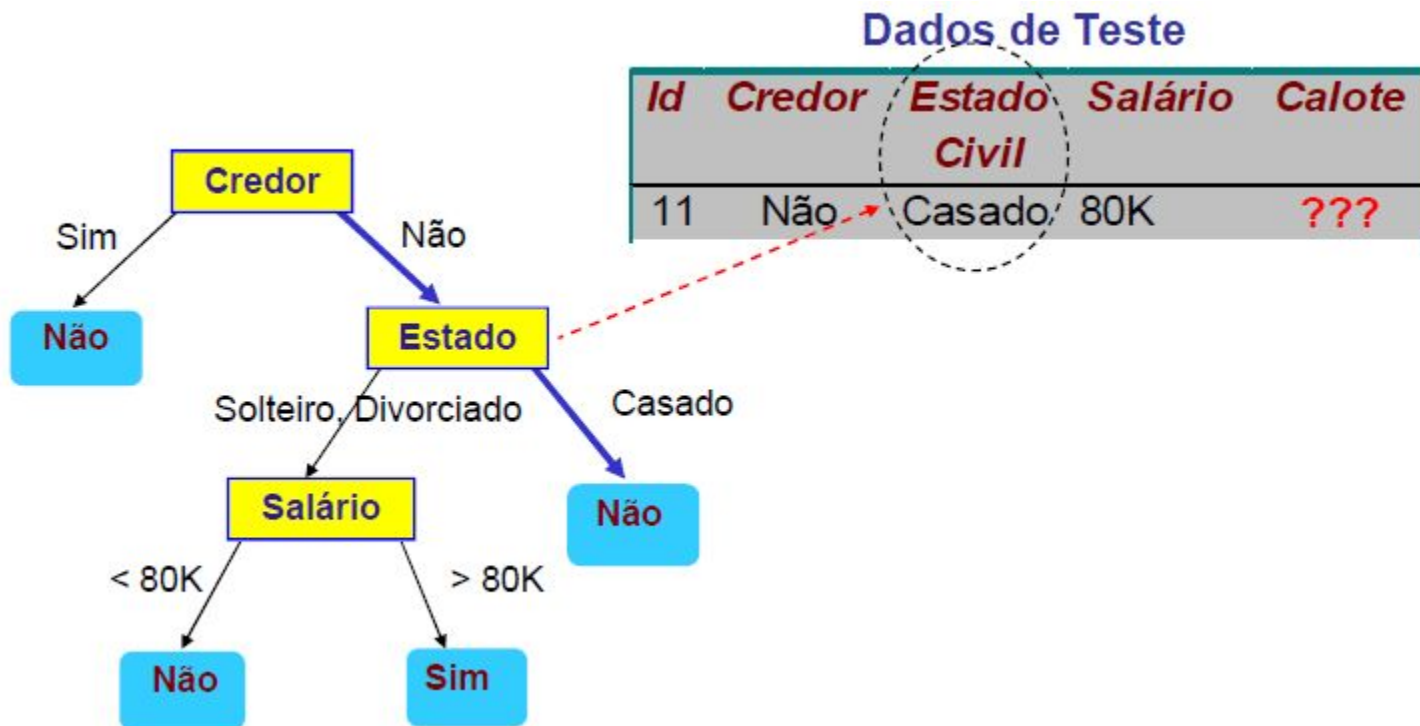 Dados de Teste
Id Credor Estado Civil Salário Calote
11 Não Casado 80K ???
Credor
Sim
Não
Não
Estado
Solteiro, Divorciado
Casado
Salário
Não
< 80K
> 80K
Não
Sim